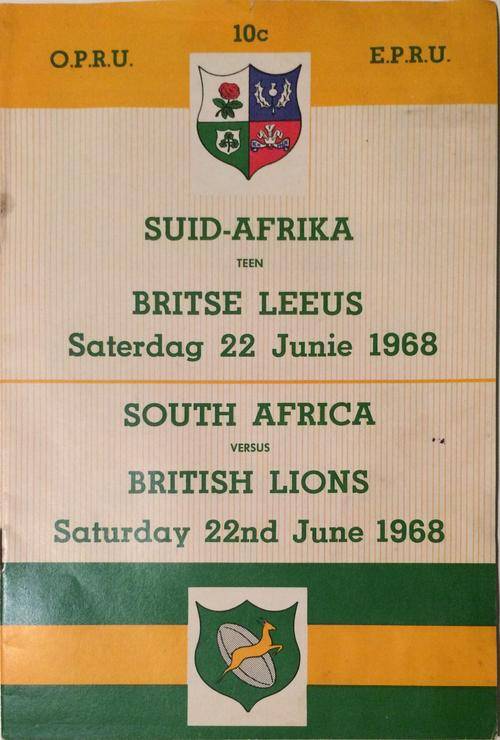 10c
O.P.R.U.
E.P.R.U.
SUID-AFRIKA
TEEN
BRITSE LEEUS
Saterdag 22 Junie 1968
SOUTH AFRICA
VERSUS
BRITISH LIONS
Saturday 22nd June 1968